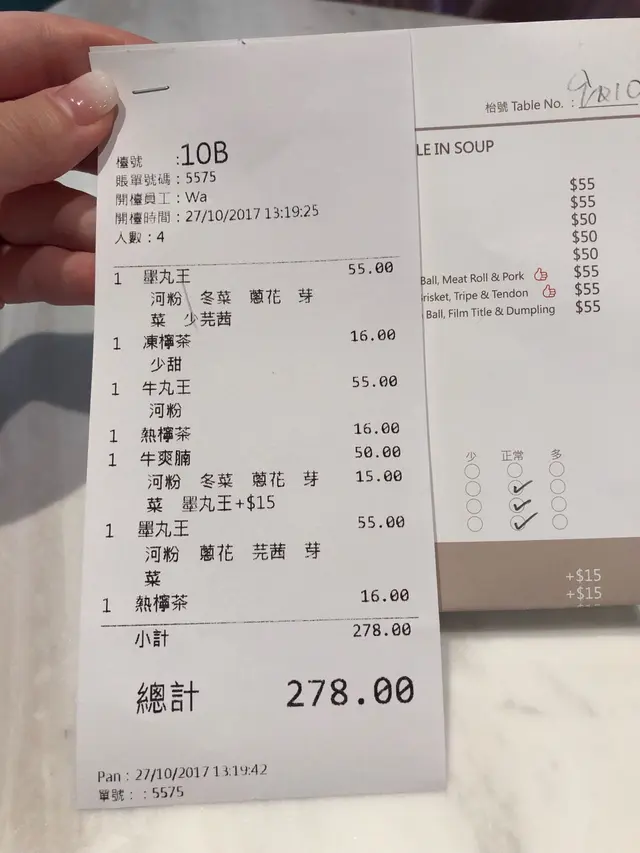 檯號 :10B
賬單號碼：5575
開檯員工：Wa
開檯時間：27/10/2017 13:19:25
人數：4
1 墨丸王 55.00
河粉 冬菜 蔥花 芽
菜 少芫茜
1 凍檸茶 16.00
少甜
1 牛丸王 55.00
河粉
1 熱檸茶 16.00
1 牛爽腩 50.00
河粉 冬菜 蔥花 芽 15.00
菜 墨丸王+$15
1 墨丸王 55.00
河粉 蔥花 芫茜 芽
菜
1 熱檸茶 16.00
小計 278.00
總計 278.00
Pan：27/10/2017 13:19:42
單號：：5575
枱號 Table No. :
LE IN SOUP
$55
$55
$50
$50
$50
Ball, Meat Roll & Pork $55
risket, Tripe & Tendon $55
Ball, Film Title & Dumpling $55
少 正常 多
+$15
+$15